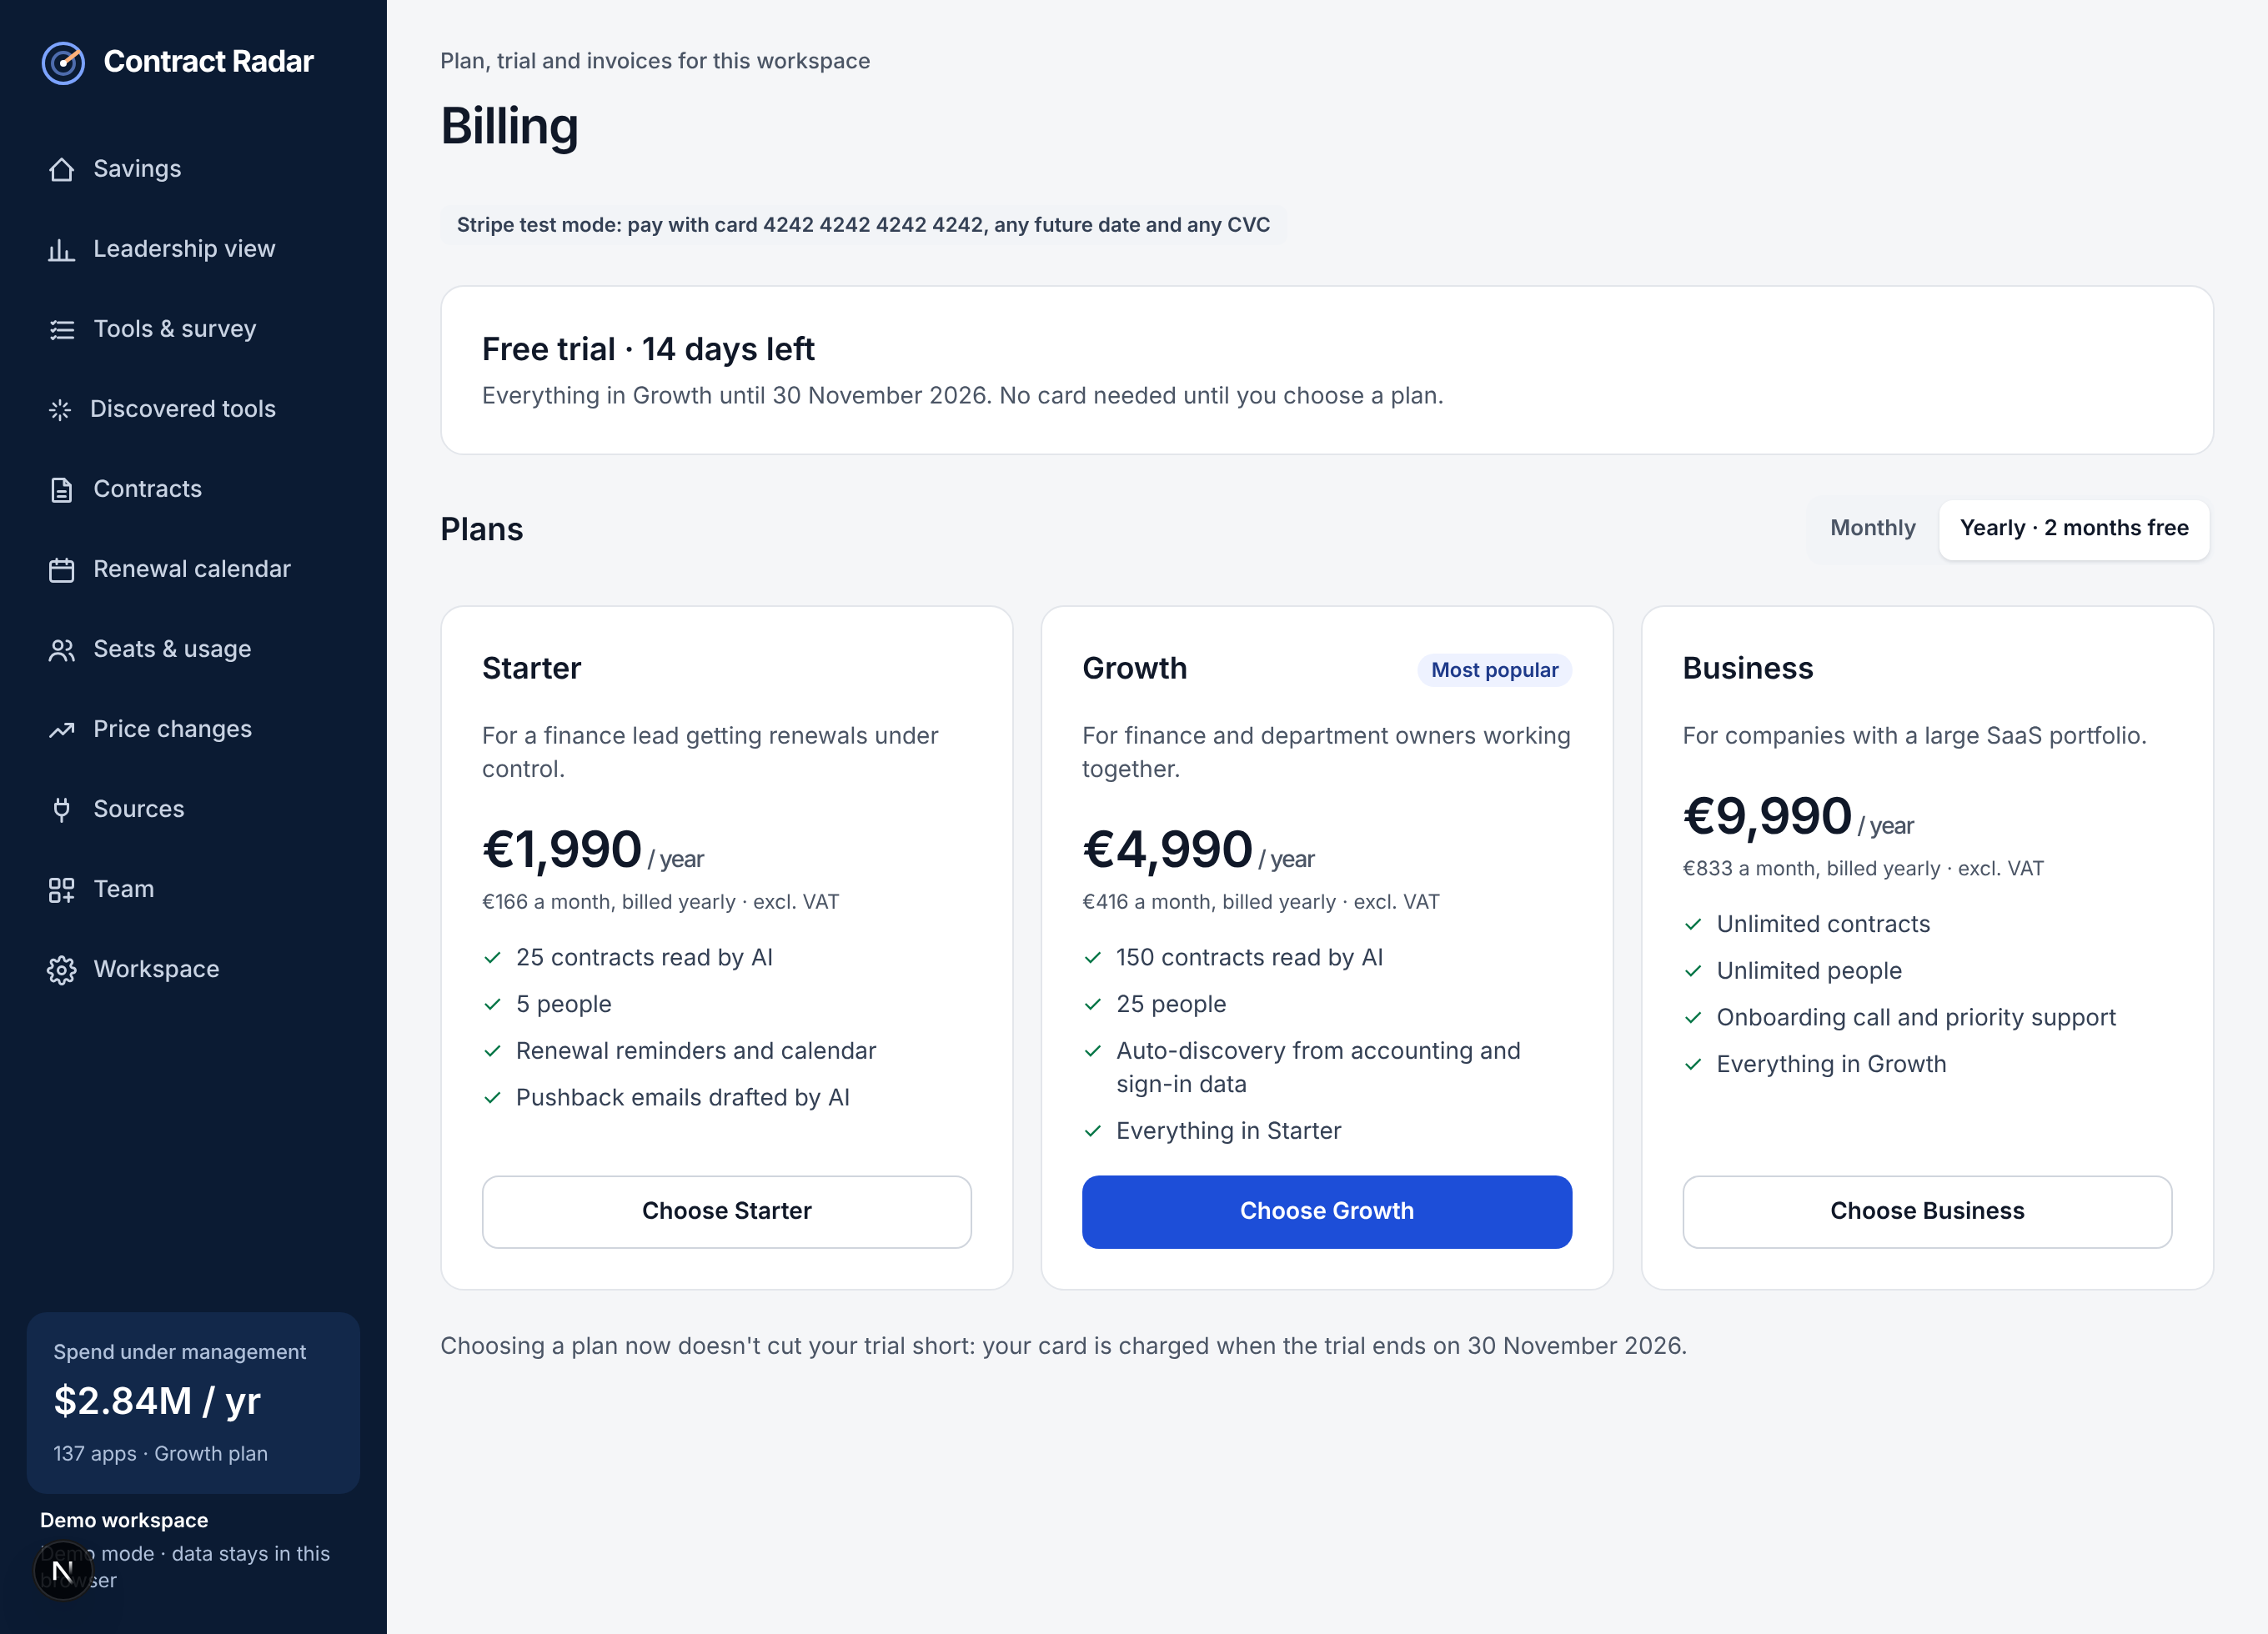 Contract Radar
Savings
Leadership view
Tools & survey
Discovered tools
Contracts
Renewal calendar
Seats & usage
Price changes
Sources
Team
Workspace
Spend under management
$2.84M / yr
137 apps · Growth plan
Demo workspace
Demo mode · data stays in this
browser
N
Plan, trial and invoices for this workspace
Billing
Stripe test mode: pay with card 4242 4242 4242 4242, any future date and any CVC
Free trial · 14 days left
Everything in Growth until 30 November 2026. No card needed until you choose a plan.
Plans
Monthly
Yearly · 2 months free
Starter
For a finance lead getting renewals under
control.
€1,990 / year
€166 a month, billed yearly · excl. VAT
25 contracts read by AI
5 people
Renewal reminders and calendar
Pushback emails drafted by AI
Choose Starter
Growth
Most popular
For finance and department owners working
together.
€4,990 / year
€416 a month, billed yearly · excl. VAT
150 contracts read by AI
25 people
Auto-discovery from accounting and
sign-in data
Everything in Starter
Choose Growth
Business
For companies with a large SaaS portfolio.
€9,990 / year
€833 a month, billed yearly · excl. VAT
Unlimited contracts
Unlimited people
Onboarding call and priority support
Everything in Growth
Choose Business
Choosing a plan now doesn't cut your trial short: your card is charged when the trial ends on 30 November 2026.